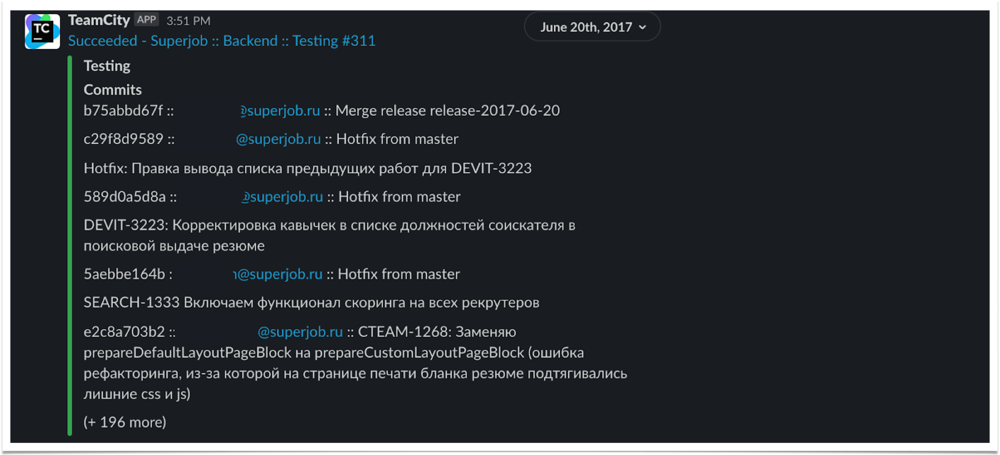 TC
TeamCity APP 3:51 PM
June 20th, 2017
Succeeded - Superjob :: Backend :: Testing #311
Testing
Commits
b75abbd67f :: @superjob.ru :: Merge release release-2017-06-20
c29f8d9589 :: @superjob.ru :: Hotfix from master
Hotfix: Правка вывода списка предыдущих работ для DEVIT-3223
589d0a5d8a :: @superjob.ru :: Hotfix from master
DEVIT-3223: Корректировка кавычек в списке должностей соискателя в
поисковой выдаче резюме
5aebbe164b : @superjob.ru :: Hotfix from master
SEARCH-1333 Включаем функционал скоринга на всех рекрутеров
e2c8a703b2 :: @superjob.ru :: CTEAM-1268: Заменяю
prepareDefaultLayoutPageBlock на prepareCustomLayoutPageBlock (ошибка
рефакторинга, из-за которой на странице печати бланка резюме подтягивались
лишние css и js)
(+ 196 more)